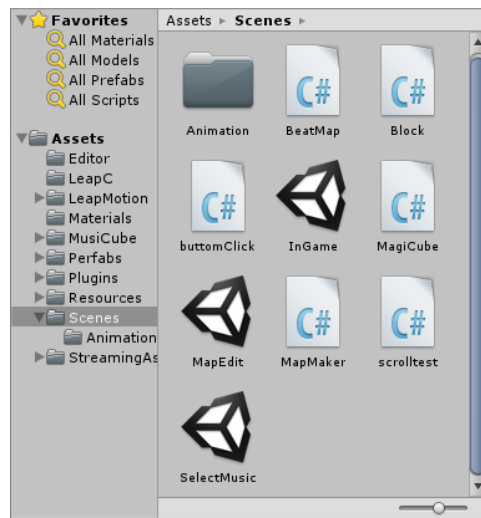 Favorites
All Materials
All Models
All Prefabs
All Scripts
Assets
Editor
LeapC
LeapMotion
Materials
MusiCube
Perfabs
Plugins
Resources
Scenes
Animation
StreamingAs
Assets ▸ Scenes ▸
Animation BeatMap Block
C# C#
buttomClick InGame MagiCube
C# C#
MapEdit MapMaker scrolltest
C# C#
SelectMusic